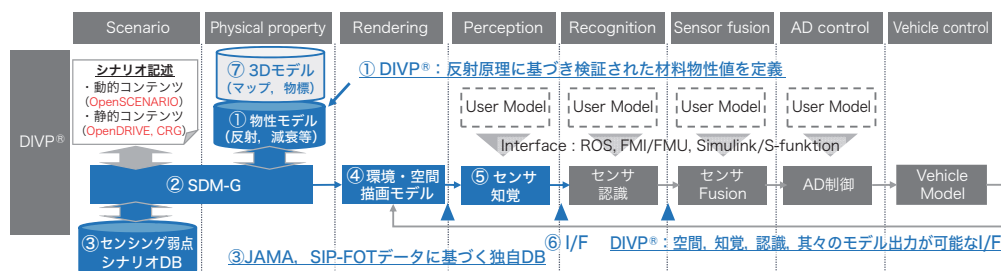 Scenario
Physical property
Rendering
Perception
Recognition
Sensor fusion
AD control
Vehicle control
DIVP®
シナリオ記述
・動的コンテンツ
(OpenSCENARIO)
・静的コンテンツ
(OpenDRIVE, CRG)
⑦ 3Dモデル
(マップ, 物標)
① 物性モデル
(反射, 減衰等)
① DIVP®：反射原理に基づき検証された材料物性値を定義
User Model
User Model
User Model
User Model
Interface : ROS, FMI/FMU, Simulink/S-funktion
② SDM-G
④ 環境・空間
描画モデル
⑤ センサ
知覚
センサ
認識
センサ
Fusion
AD制御
Vehicle
Model
③ センシング弱点
シナリオDB
③JAMA, SIP-FOTデータに基づく独自DB
⑥ I/F
DIVP®：空間, 知覚, 認識, 其々のモデル出力が可能なI/F